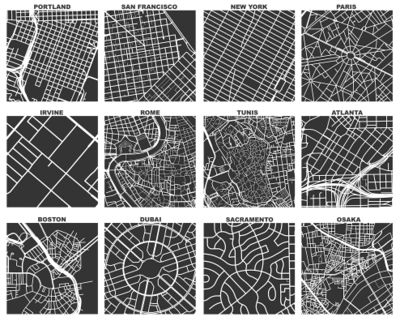 PORTLAND
SAN FRANCISCO
NEW YORK
PARIS
IRVINE
ROME
TUNIS
ATLANTA
BOSTON
DUBAI
SACRAMENTO
OSAKA